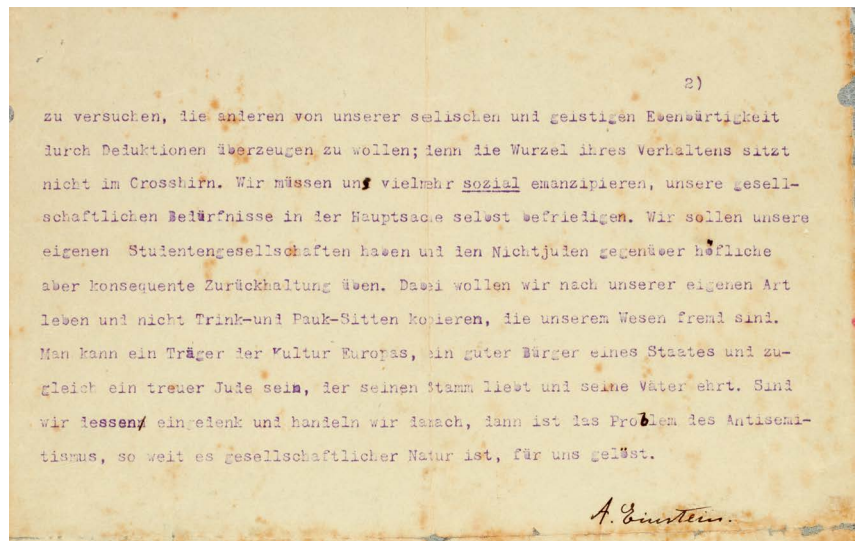 2)
zu versuchen, die anderen von unserer seelischen und geistigen Ebenbürtigkeit
durch Deduktionen überzeugen zu wollen; denn die Wurzel ihres Verhaltens sitzt
nicht im Crosshirn. Wir müssen uns vielmehr sozial emanzipieren, unsere gesell-
schaftlichen Bedürfnisse in der Hauptsache selbst befriedigen. Wir sollen unsere
eigenen Studentengesellschaften haben und den Nichtjuden gegenüber höfliche
aber konsequente Zurückhaltung üben. Dabei wollen wir nach unserer eigenen Art
leben und nicht Trink-und Pauk-Sitten kopieren, die unserem Wesen fremd sind.
Man kann ein Träger der Kultur Europas, ein guter Bürger eines Staates und zu-
gleich ein treuer Jude sein, der seinen Stamm liebt und seine Väter ehrt. Sind
wir dessen eingedenk und handeln wir danach, dann ist das Problem des Antisemi-
tismus, so weit es gesellschaftlicher Natur ist, für uns gelöst.
A. Einstein.